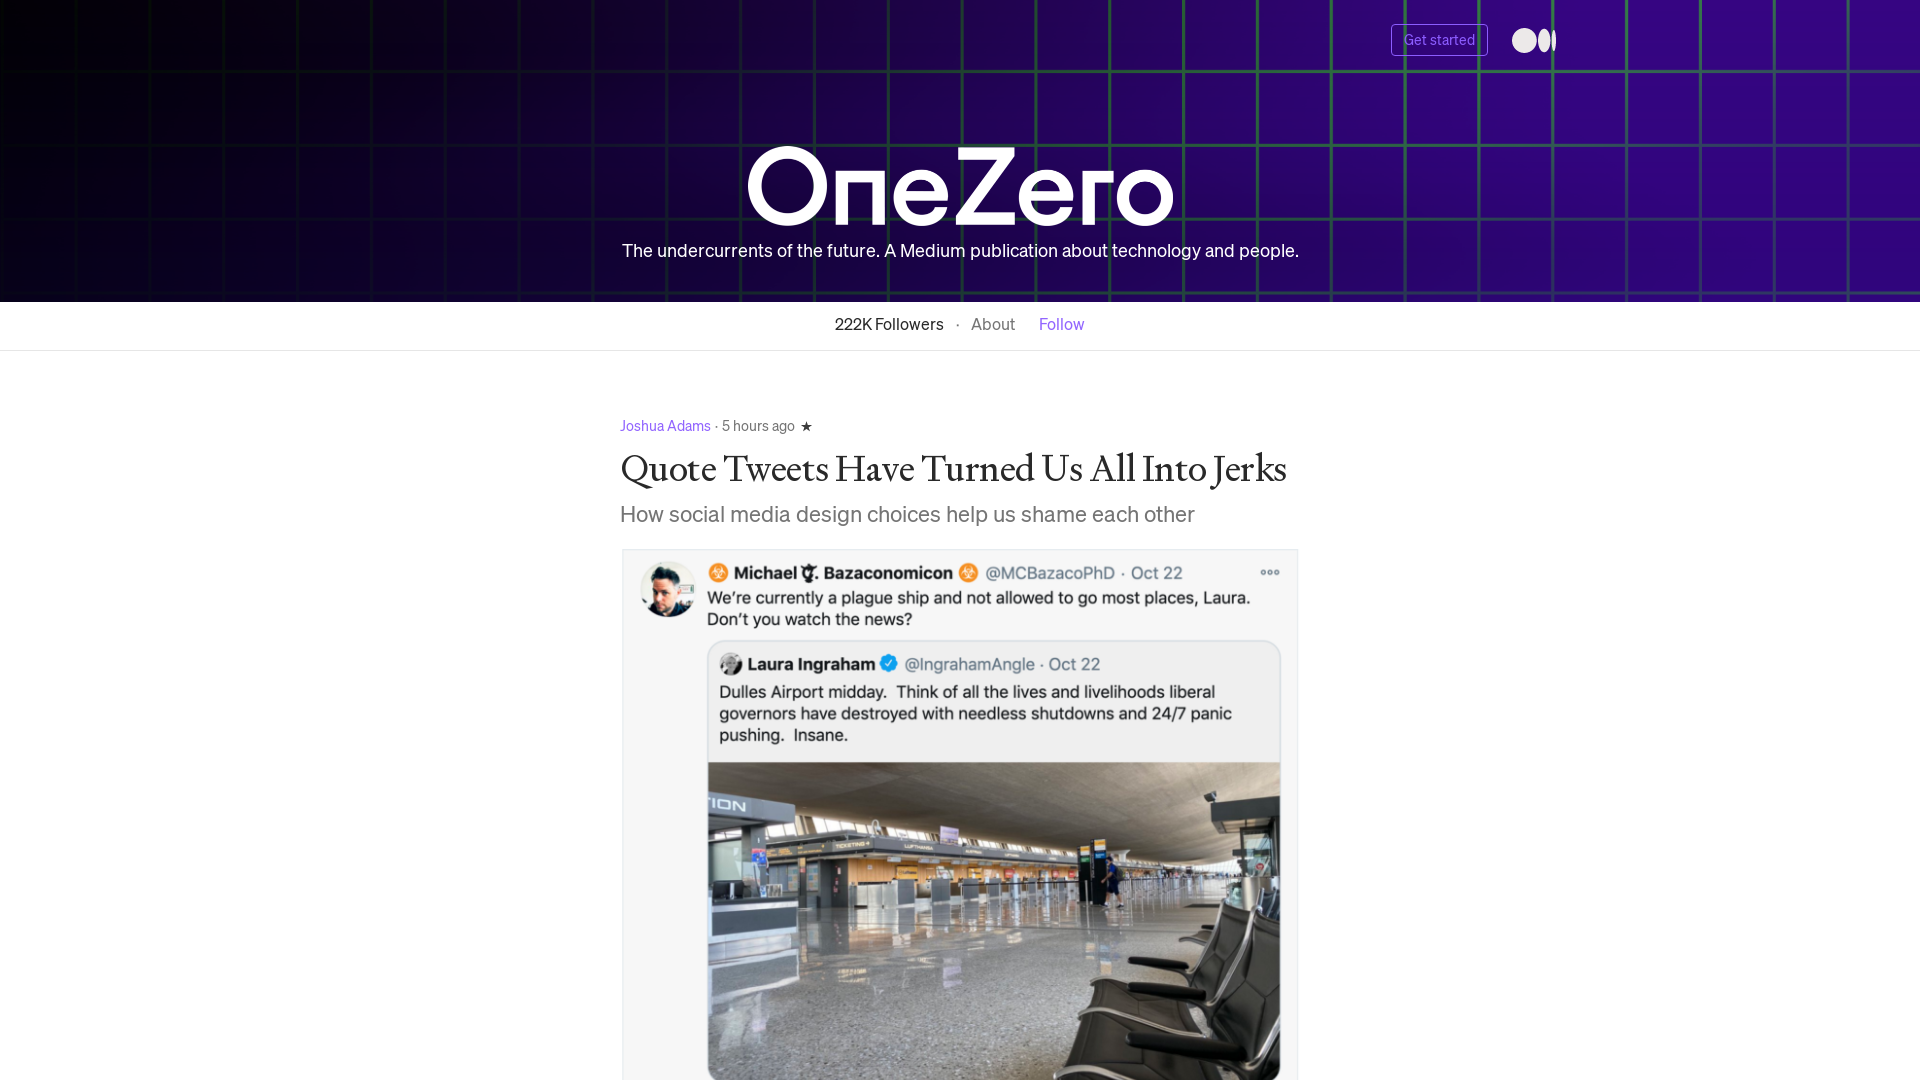 Get started
OneZero
The undercurrents of the future. A Medium publication about technology and people.
222K Followers · About Follow
Joshua Adams · 5 hours ago ★
Quote Tweets Have Turned Us All Into Jerks
How social media design choices help us shame each other
Michael . Bazaconomicon @MCBazacoPhD · Oct 22
We're currently a plague ship and not allowed to go most places, Laura.
Don't you watch the news?
Laura Ingraham @IngrahamAngle · Oct 22
Dulles Airport midday.  Think of all the lives and livelihoods liberal
governors have destroyed with needless shutdowns and 24/7 panic
pushing.  Insane.
TION
TICKETING
LUFTHANSA